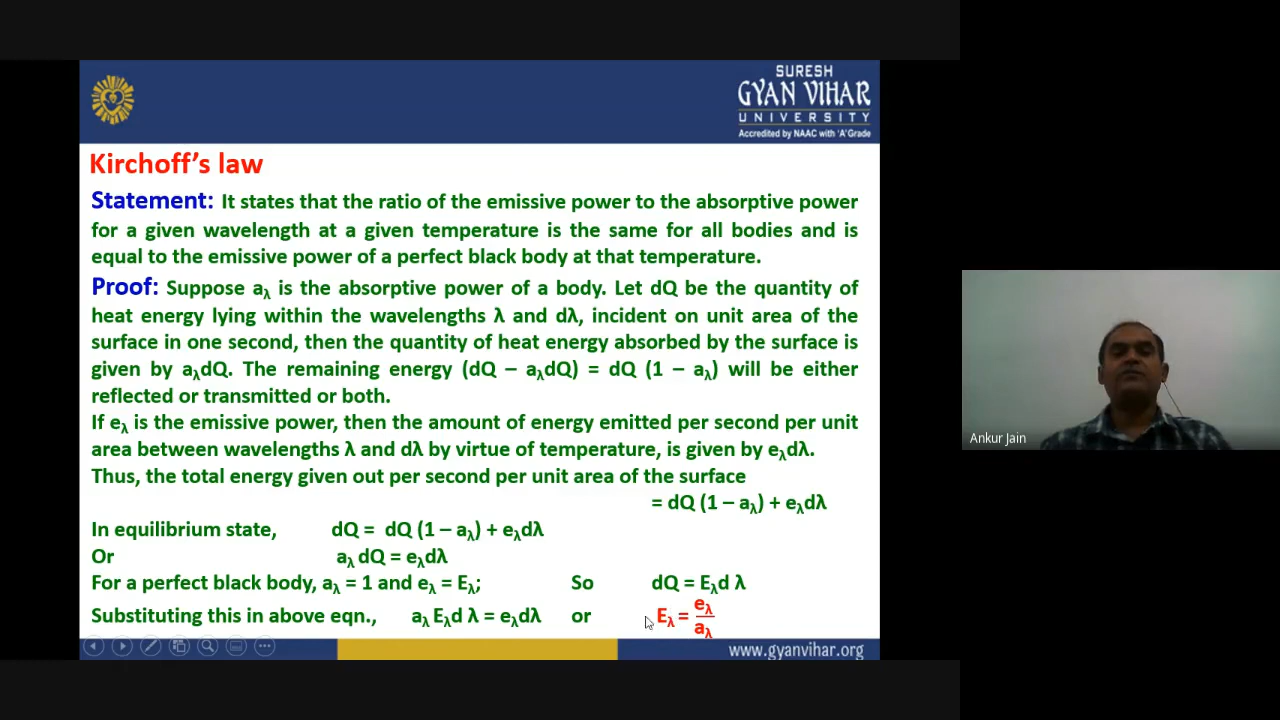 SURESH
GYAN VIHAR
UNIVERSITY
Accredited by NAAC with 'A' Grade
Kirchoff's law
Statement: It states that the ratio of the emissive power to the absorptive power
for a given wavelength at a given temperature is the same for all bodies and is
equal to the emissive power of a perfect black body at that temperature.
Proof: Suppose aλ is the absorptive power of a body. Let dQ be the quantity of
heat energy lying within the wavelengths λ and dλ, incident on unit area of the
surface in one second, then the quantity of heat energy absorbed by the surface is
given by aλdQ. The remaining energy (dQ – aλdQ) = dQ (1 – aλ) will be either
reflected or transmitted or both.
If eλ is the emissive power, then the amount of energy emitted per second per unit
area between wavelengths λ and dλ by virtue of temperature, is given by eλdλ.
Thus, the total energy given out per second per unit area of the surface
= dQ (1 – aλ) + eλdλ
In equilibrium state, dQ = dQ (1 – aλ) + eλdλ
Or aλ dQ = eλdλ
For a perfect black body, aλ = 1 and eλ = Eλ; So dQ = Eλd λ
Substituting this in above eqn., aλ Eλd λ = eλdλ or Eλ = eλ/aλ
www.gyanvihar.org
Ankur Jain